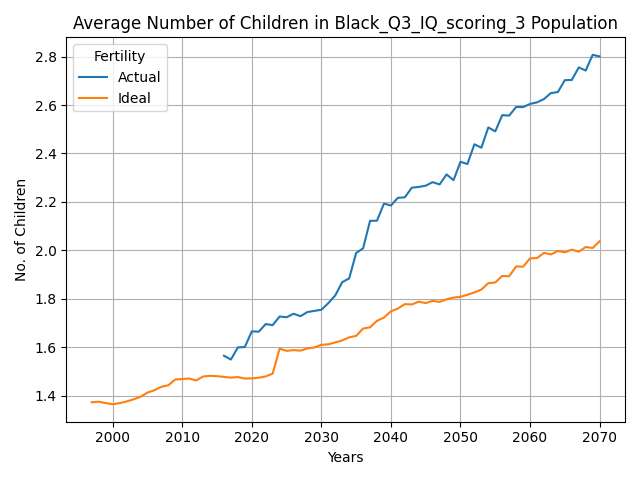 Average Number of Children in Black_Q3_IQ_scoring_3 Population
Fertility
Actual
Ideal
No. of Children
2.8
2.6
2.4
2.2
2.0
1.8
1.6
1.4
2000 2010 2020 2030 2040 2050 2060 2070
Years